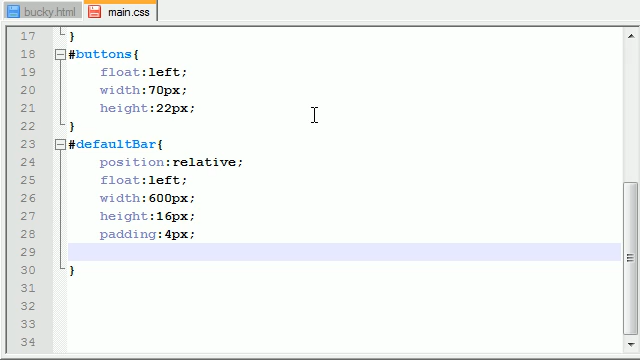 bucky.html main.css
17 }
18 #buttons{
19 float:left;
20 width:70px;
21 height:22px;
22 }
23 #defaultBar{
24 position:relative;
25 float:left;
26 width:600px;
27 height:16px;
28 padding:4px;
29
30 }
31
32
33
34